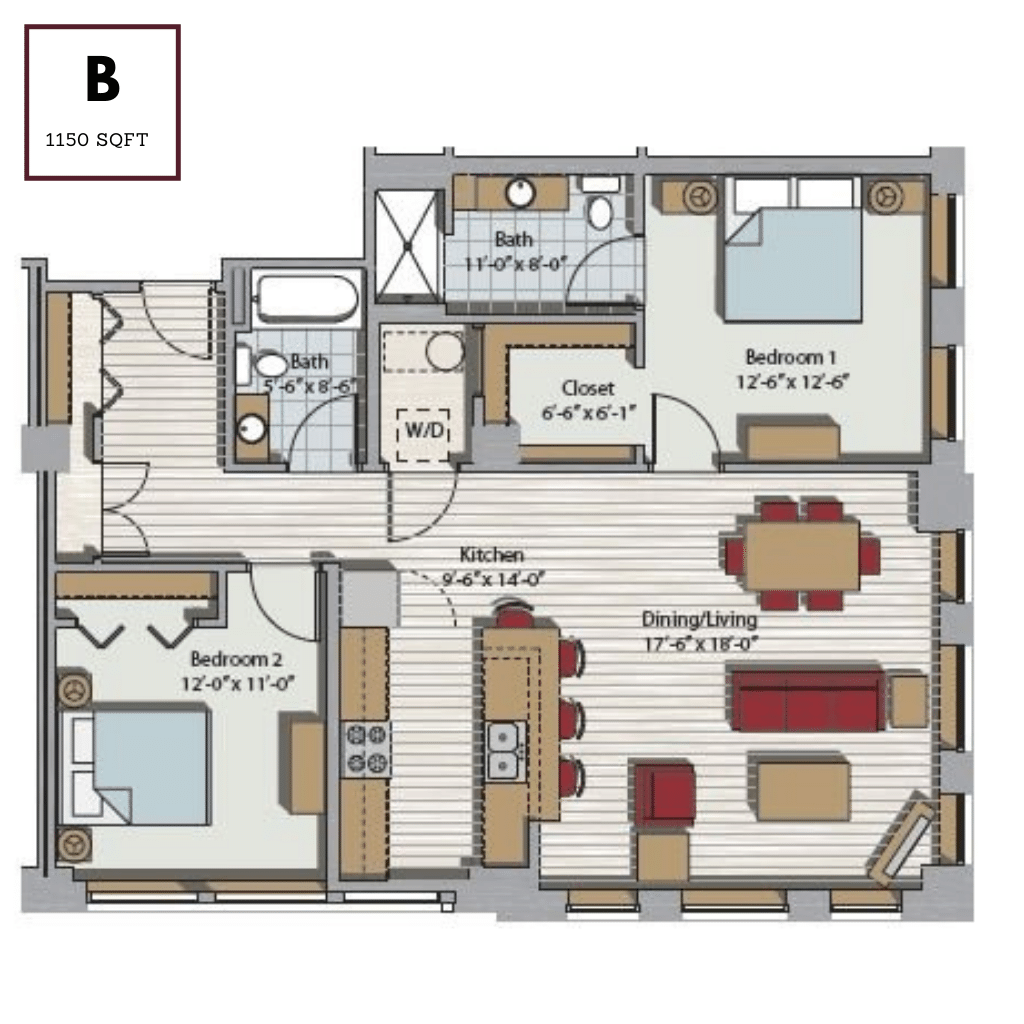 B
1150 SQFT
Bath
11'-0" x 8'-0"
Bath
5'-6" x 8'-6"
Bedroom 1
12'-6" x 12'-6"
Closet
6'-6" x 6'-1"
W/D
Kitchen
9'-6" x 14'-0"
Dining/Living
17'-6" x 18'-0"
Bedroom 2
12'-0" x 11'-0"